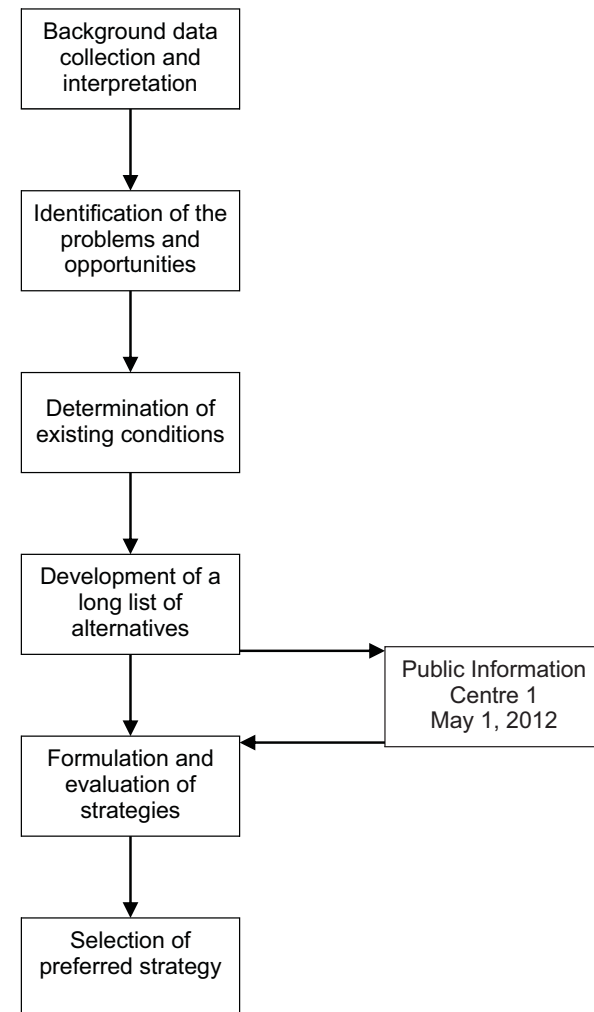 Background data
collection and
interpretation
Identification of the
problems and
opportunities
Determination of
existing conditions
Development of a
long list of
alternatives
Public Information
Centre 1
May 1, 2012
Formulation and
evaluation of
strategies
Selection of
preferred strategy